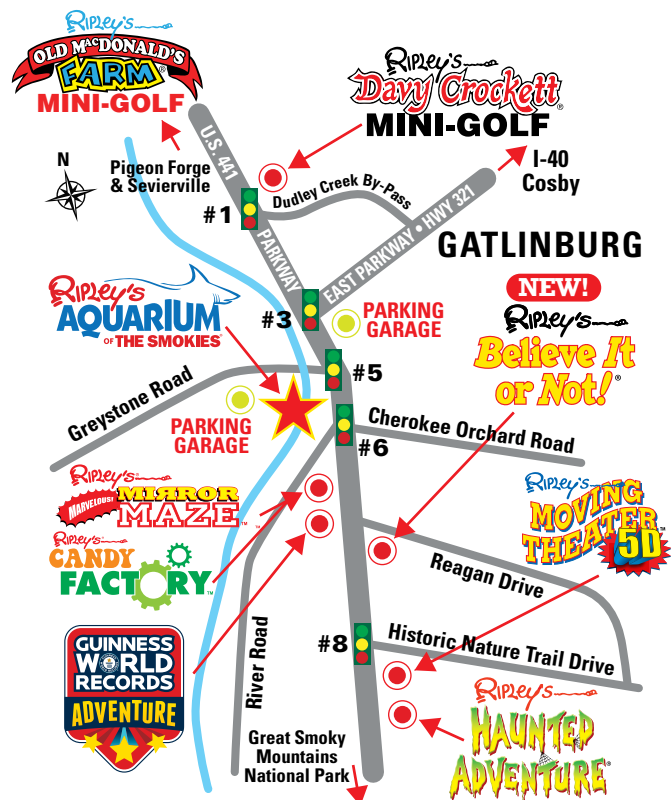 Ripley's
OLD MACDONALD'S
FARM®
MINI-GOLF
Ripley's
Davy Crockett®
MINI-GOLF
U.S. 441
N
Pigeon Forge
& Sevierville
I-40
Cosby
Dudley Creek By-Pass
#1
PARKWAY
EAST PARKWAY • HWY 321
GATLINBURG
Ripley's
AQUARIUM
OF THE SMOKIES®
#3
PARKING
GARAGE
NEW!
Ripley's
Believe It
or Not!®
#5
Greystone Road
PARKING
GARAGE
#6
Cherokee Orchard Road
Ripley's
MARVELOUS!
MIRROR
MAZE™
Ripley's
CANDY
FACTORY™
Ripley's
MOVING
THEATER
5D
Reagan Drive
GUINNESS
WORLD
RECORDS
ADVENTURE
River Road
#8
Historic Nature Trail Drive
Great Smoky
Mountains
National Park
Ripley's
HAUNTED
ADVENTURE®